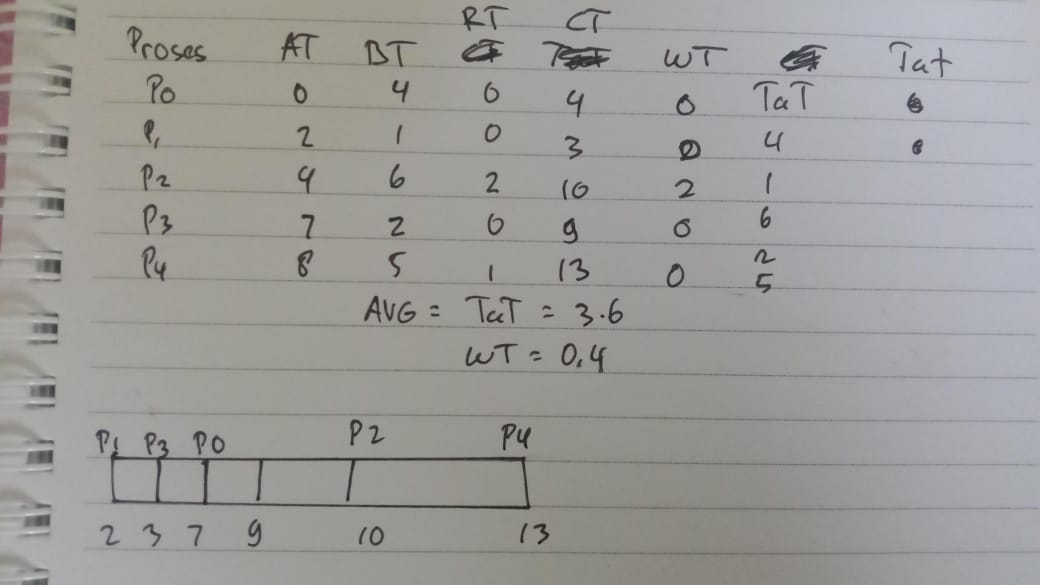 RT CT
Proses AT BT WT Tat
P0 0 4 0 4 0 TaT
P1 2 1 0 3 0 4
P2 4 6 2 10 2 1
P3 7 2 0 9 0 6
P4 8 5 1 13 0 2
5
AVG = TaT = 3.6
WT = 0,4
P1 P3 P0 P2 P4
2 3 7 9 10 13